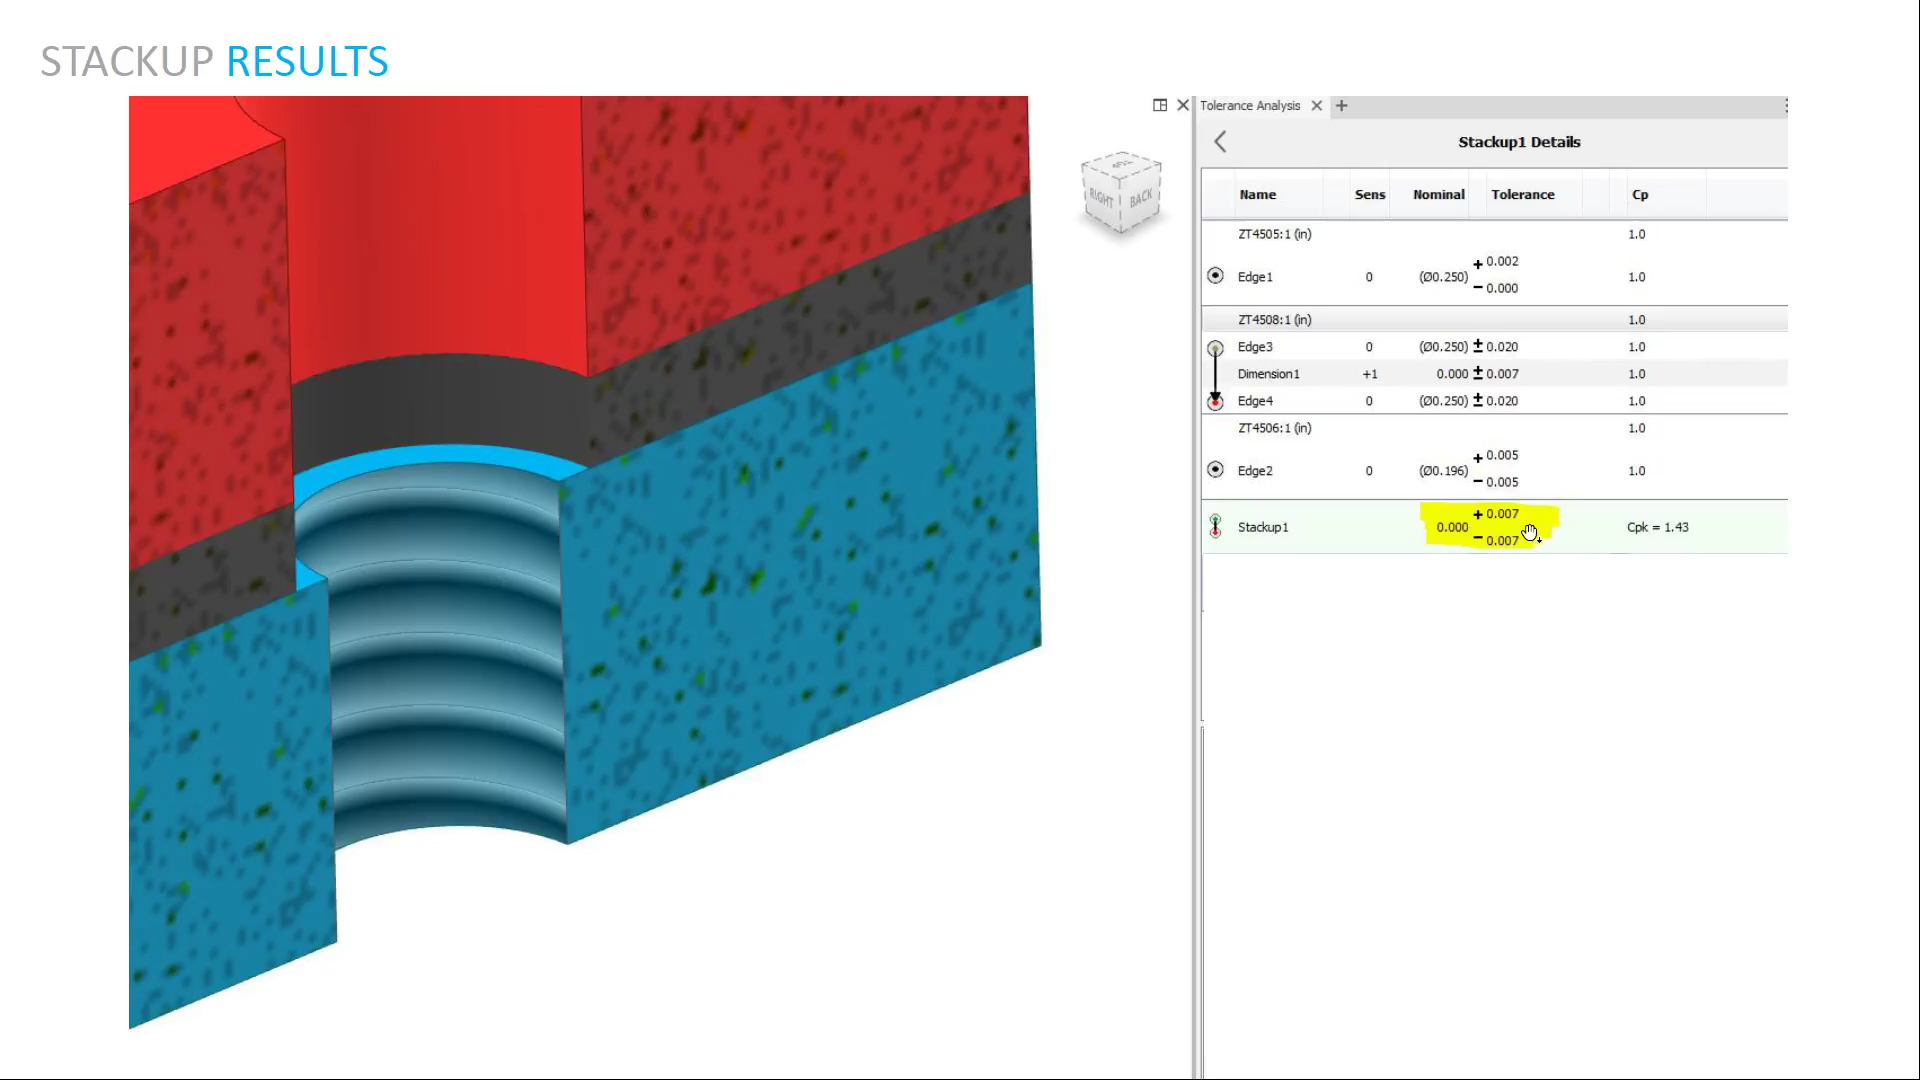 STACKUP RESULTS
Tolerance Analysis
Stackup1 Details
Name Sens Nominal Tolerance Cp
ZT4505:1 (in) 1.0
Edge1 0 (Ø0.250) + 0.002 − 0.000 1.0
ZT4508:1 (in) 1.0
Edge3 0 (Ø0.250) ± 0.020 1.0
Dimension1 +1 0.000 ± 0.007 1.0
Edge4 0 (Ø0.250) ± 0.020 1.0
ZT4506:1 (in) 1.0
Edge2 0 (Ø0.196) + 0.005 − 0.005 1.0
Stackup1 0.000 + 0.007 − 0.007 Cpk = 1.43
TOP
RIGHT
BACK